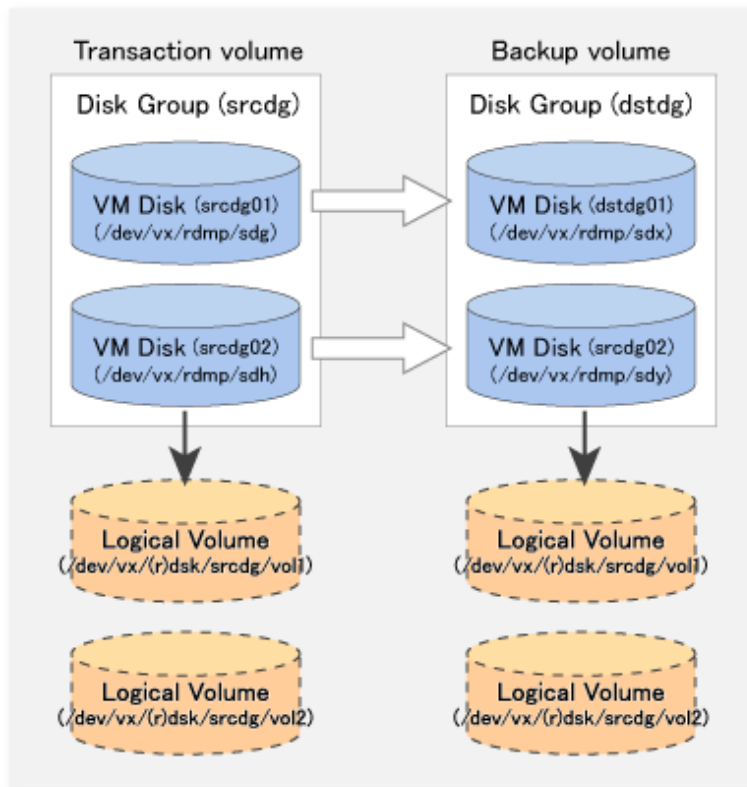 Transaction volume
Disk Group (srcdg)
VM Disk (srcdg01)
(/dev/vx/rdmp/sdg)
VM Disk (srcdg02)
(/dev/vx/rdmp/sdh)
Logical Volume
(/dev/vx/(r)dsk/srcdg/vol1)
Logical Volume
(/dev/vx/(r)dsk/srcdg/vol2)
Backup volume
Disk Group (dstdg)
VM Disk (dstdg01)
(/dev/vx/rdmp/sdx)
VM Disk (srcdg02)
(/dev/vx/rdmp/sdy)
Logical Volume
(/dev/vx/(r)dsk/srcdg/vol1)
Logical Volume
(/dev/vx/(r)dsk/srcdg/vol2)